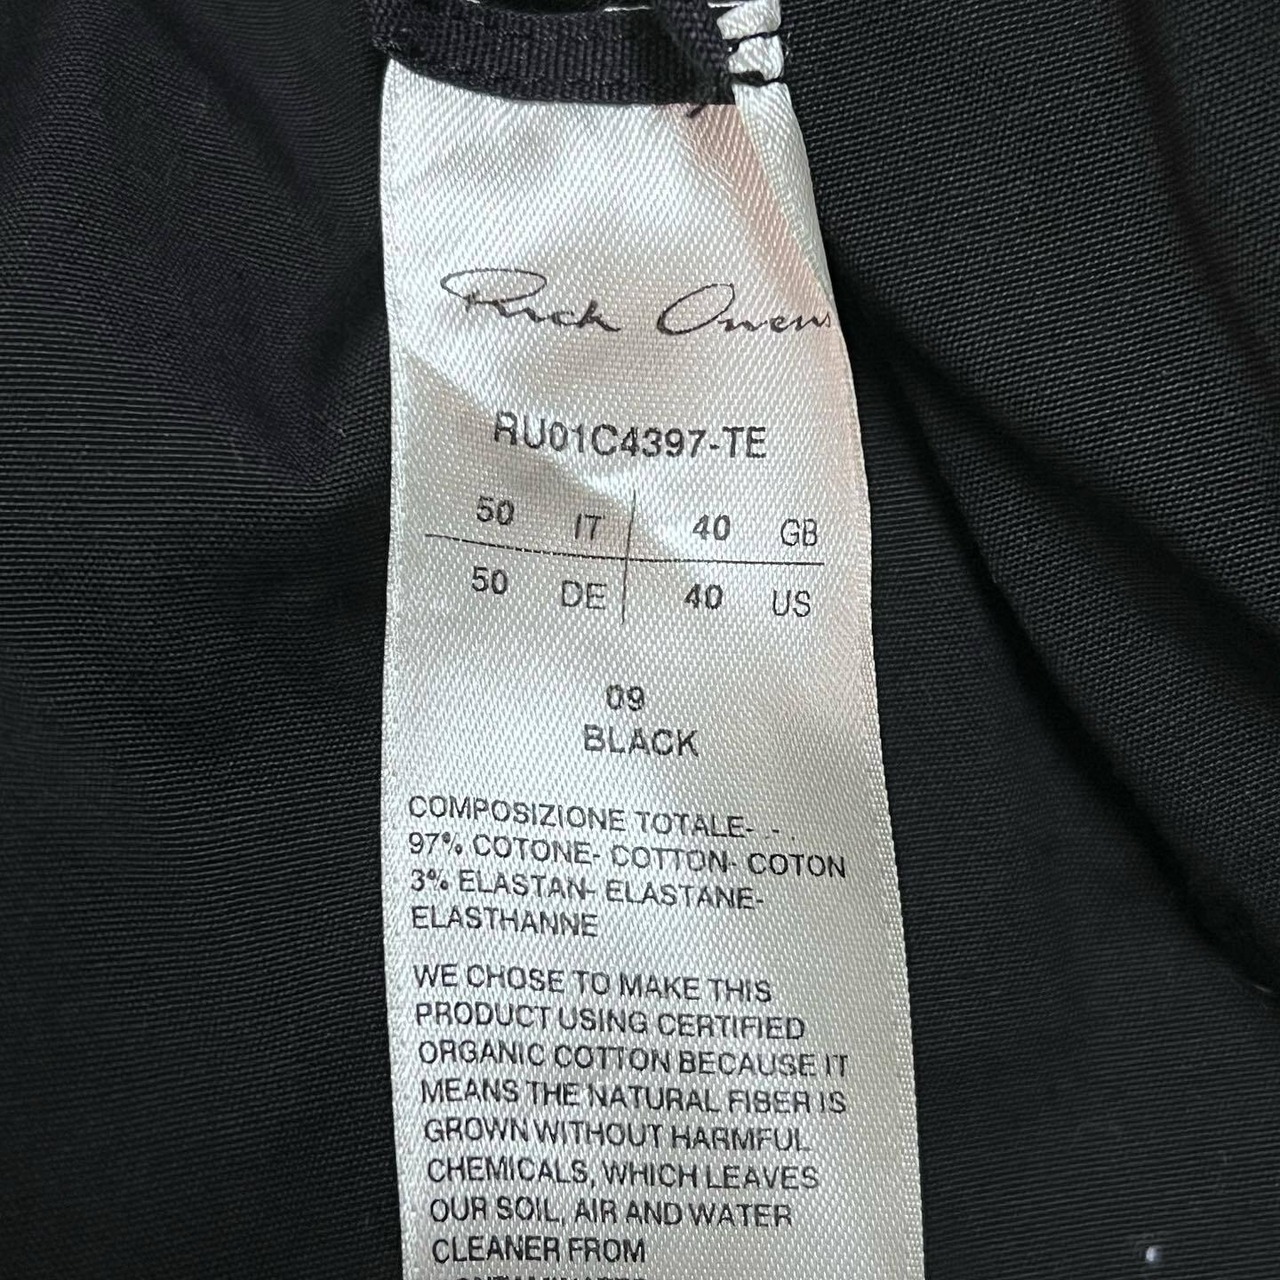 Rick Owens
RU01C4397-TE
50 IT 40 GB
50 DE 40 US
09
BLACK
COMPOSIZIONE TOTALE- - -
97% COTONE- COTTON- COTON
3% ELASTAN- ELASTANE-
ELASTHANNE
WE CHOSE TO MAKE THIS
PRODUCT USING CERTIFIED
ORGANIC COTTON BECAUSE IT
MEANS THE NATURAL FIBER IS
GROWN WITHOUT HARMFUL
CHEMICALS, WHICH LEAVES
OUR SOIL, AIR AND WATER
CLEANER FROM